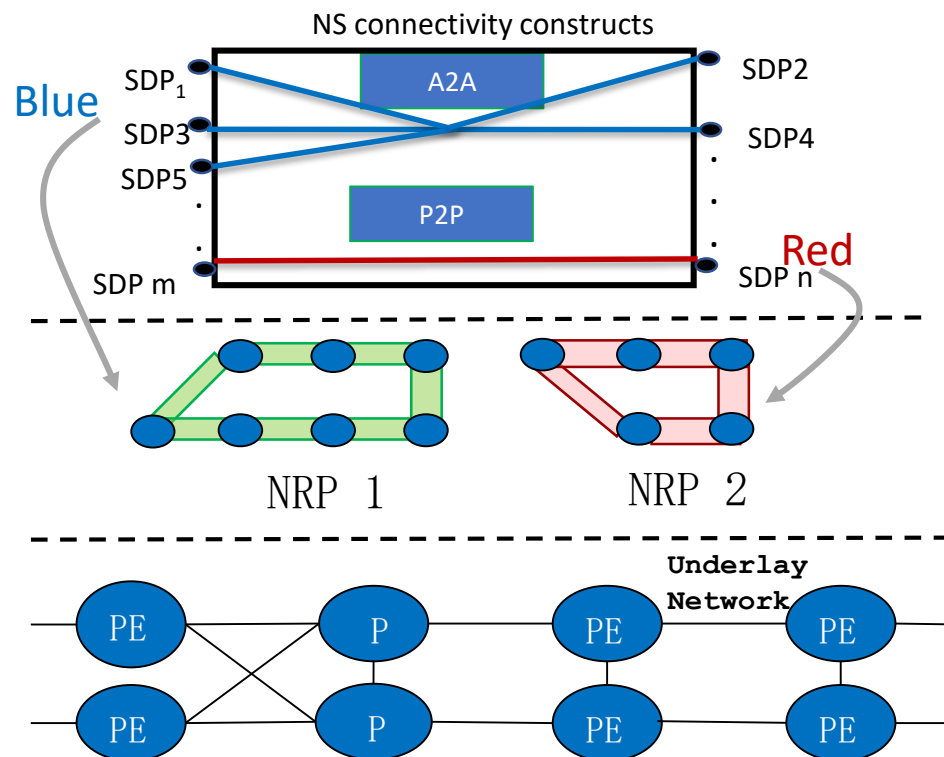 NS connectivity constructs
SDP1
A2A
SDP2
Blue
SDP3
SDP4
SDP5
P2P
Red
SDP m
SDP n
NRP 1
NRP 2
Underlay
Network
PE
P
PE
PE
PE
P
PE
PE